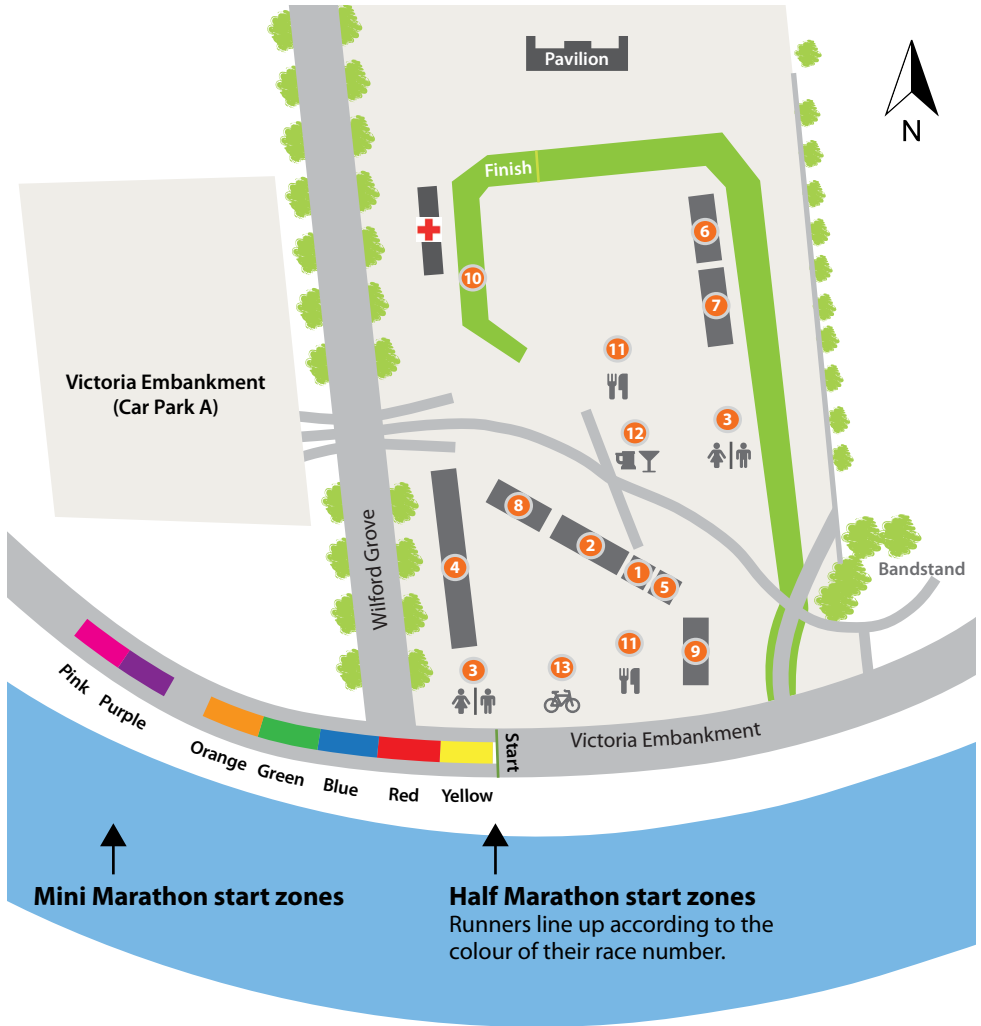 Pavilion
N
Finish
6
10
7
11
Victoria Embankment
(Car Park A)
3
12
8
2
4
1
5
Wilford Grove
Bandstand
11
9
3
13
Pink
Purple
Start
Victoria Embankment
Orange
Green
Blue
Red
Yellow
Mini Marathon start zones
Half Marathon start zones
Runners line up according to the
colour of their race number.